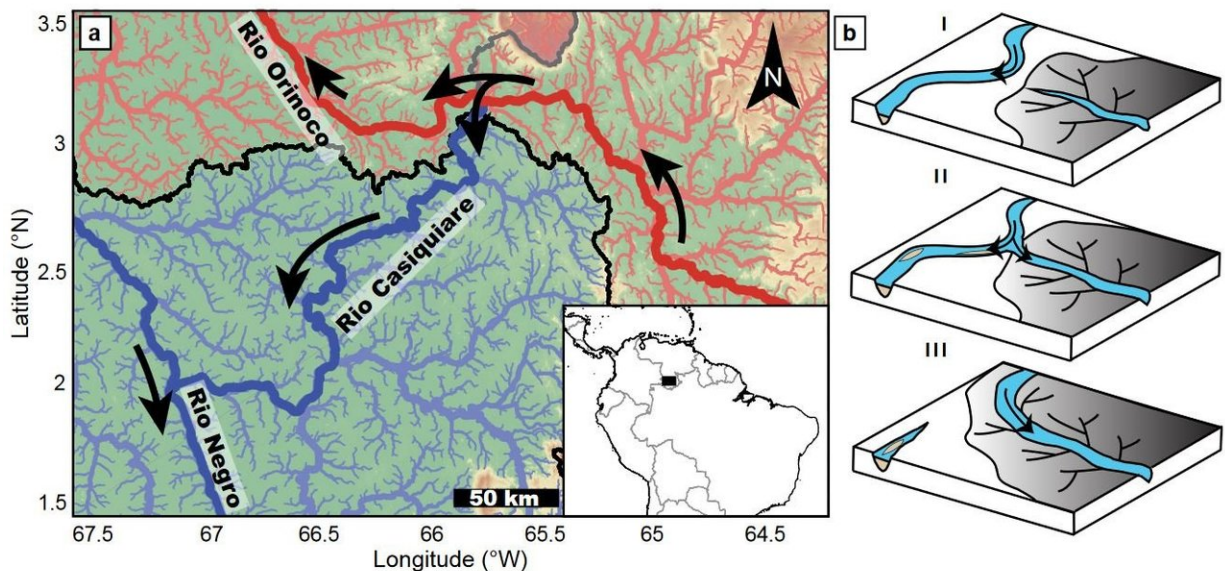 a
3.5
3
2.5
2
1.5
Latitude (°N)
67.5
67
66.5
66
65.5
65
64.5
Longitude (°W)
Rio Orinoco
Rio Casiquiare
Rio Negro
N
50 km
b
I
II
III